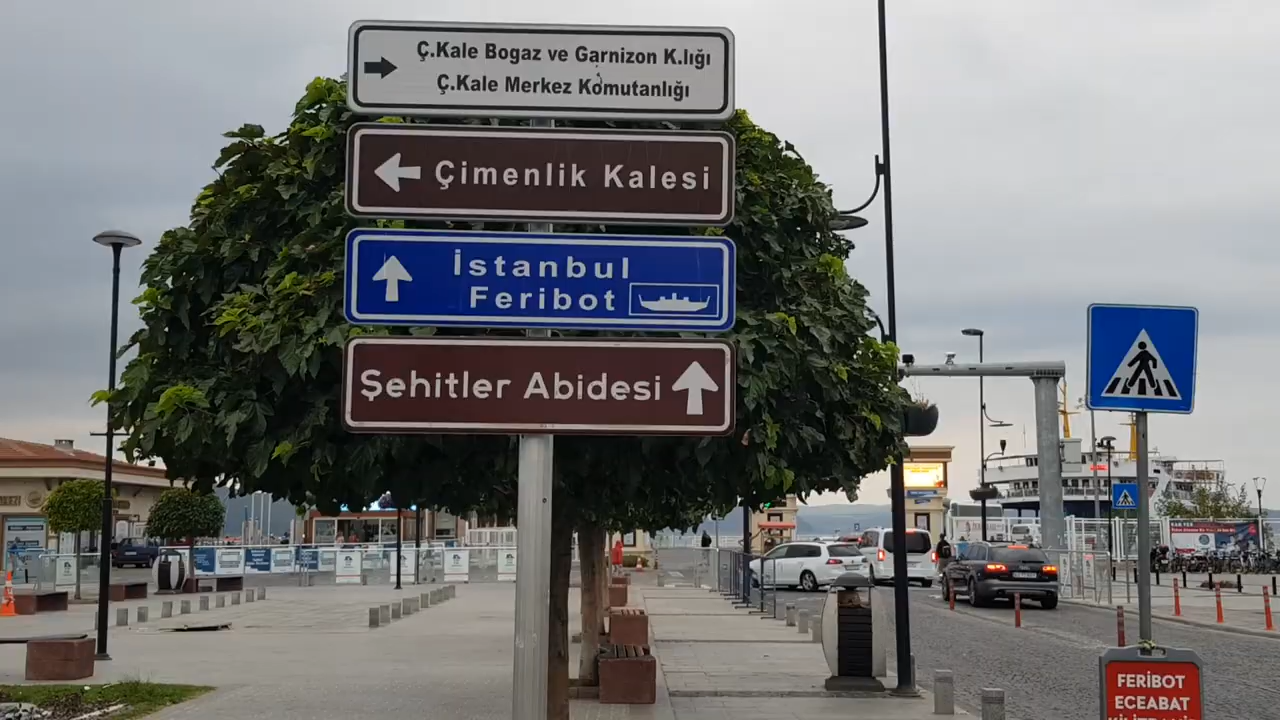 Ç.Kale Bogaz ve Garnizon K.lığı
Ç.Kale Merkez Komutanlığı
Çimenlik Kalesi
İstanbul
Feribot
Şehitler Abidesi
FERİBOT
ECEABAT